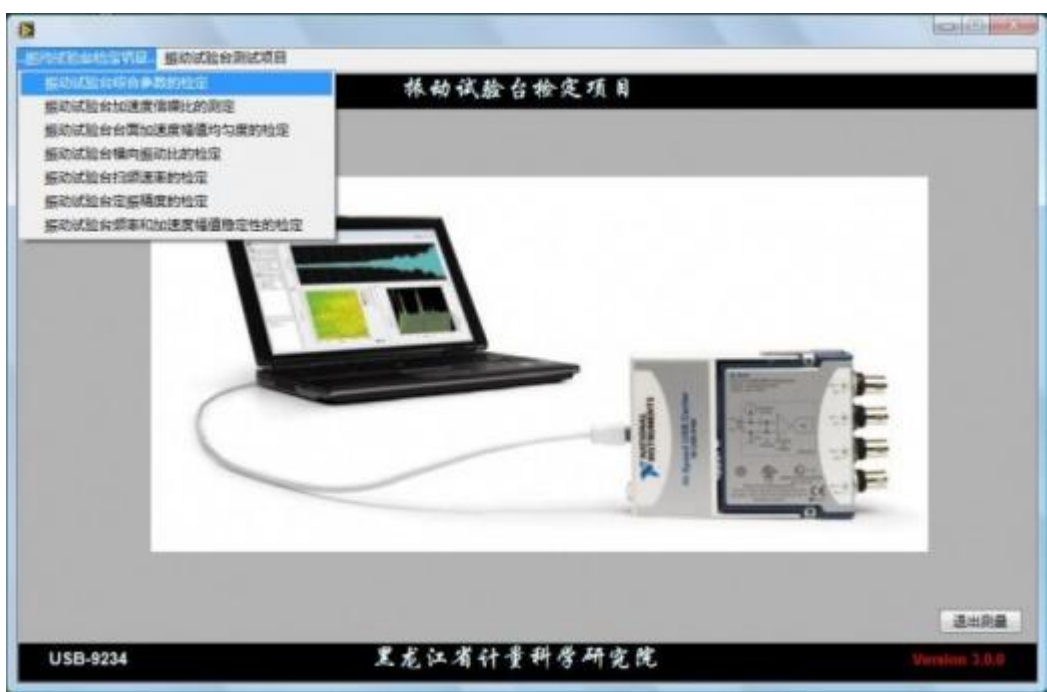 振动试验台检定项目 振动试验台测试项目
振动试验台综合参数的检定
振动试验台加速度信噪比的测定
振动试验台台面加速度幅值均匀度的检定
振动试验台横向振动比的检定
振动试验台扫频速率的检定
振动试验台定振精度的检定
振动试验台频率和加速度幅值稳定性的检定
振动试验台检定项目
NATIONAL INSTRUMENTS
Hi-Speed USB Carrier
退出测量
USB-9234
黑龙江省计量科学研究院
Version 3.0.0